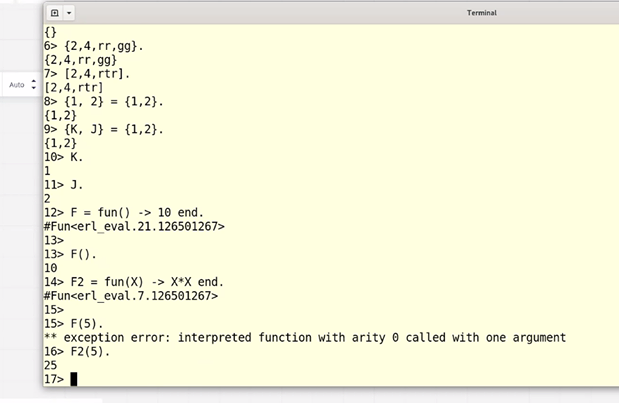 Terminal
{}
6> {2,4,rr,gg}.
{2,4,rr,gg}
7> [2,4,rtr].
[2,4,rtr]
8> {1, 2} = {1,2}.
{1,2}
9> {K, J} = {1,2}.
{1,2}
10> K.
1
11> J.
2
12> F = fun() -> 10 end.
#Fun<erl_eval.21.126501267>
13>
13> F().
10
14> F2 = fun(X) -> X*X end.
#Fun<erl_eval.7.126501267>
15>
15> F(5).
** exception error: interpreted function with arity 0 called with one argument
16> F2(5).
25
17>
Auto